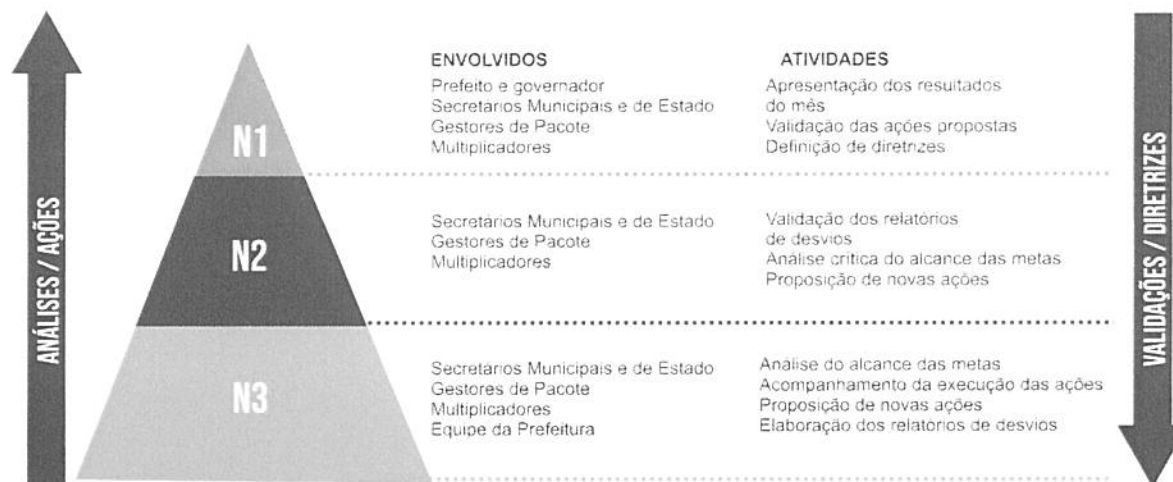 ANÁLISES / AÇÕES
N1
ENVOLVIDOS
Prefeito e governador
Secretários Municipais e de Estado
Gestores de Pacote
Multiplicadores
ATIVIDADES
Apresentação dos resultados
do mês
Validação das ações propostas
Definição de diretrizes
N2
Secretários Municipais e de Estado
Gestores de Pacote
Multiplicadores
Validação dos relatórios
de desvios
Análise crítica do alcance das metas
Proposição de novas ações
N3
Secretários Municipais e de Estado
Gestores de Pacote
Multiplicadores
Equipe da Prefeitura
Análise do alcance das metas
Acompanhamento da execução das ações
Proposição de novas ações
Elaboração dos relatórios de desvios
VALIDAÇÕES / DIRETRIZES